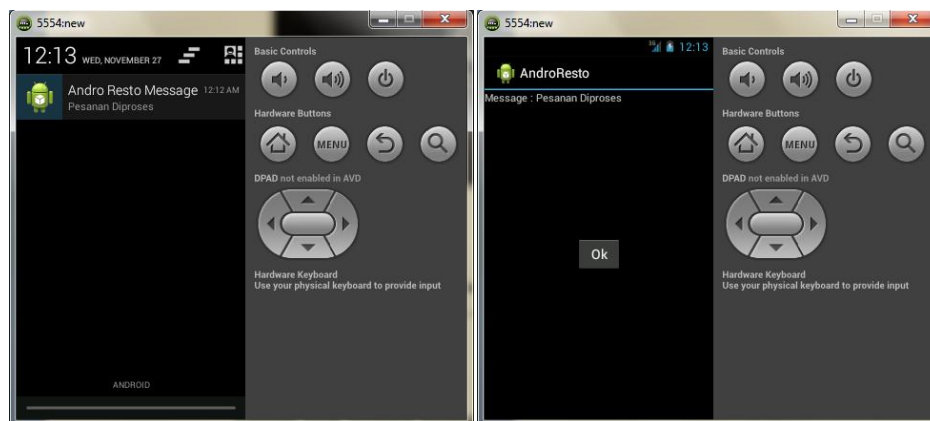 5554:new
12:13 WED, NOVEMBER 27
Andro Resto Message 12:12 AM
Pesanan Diproses
ANDROID
Basic Controls
Hardware Buttons
MENU
DPAD not enabled in AVD
Hardware Keyboard
Use your physical keyboard to provide input
5554:new
3G 12:13
AndroResto
Message : Pesanan Diproses
Ok
Basic Controls
Hardware Buttons
MENU
DPAD not enabled in AVD
Hardware Keyboard
Use your physical keyboard to provide input